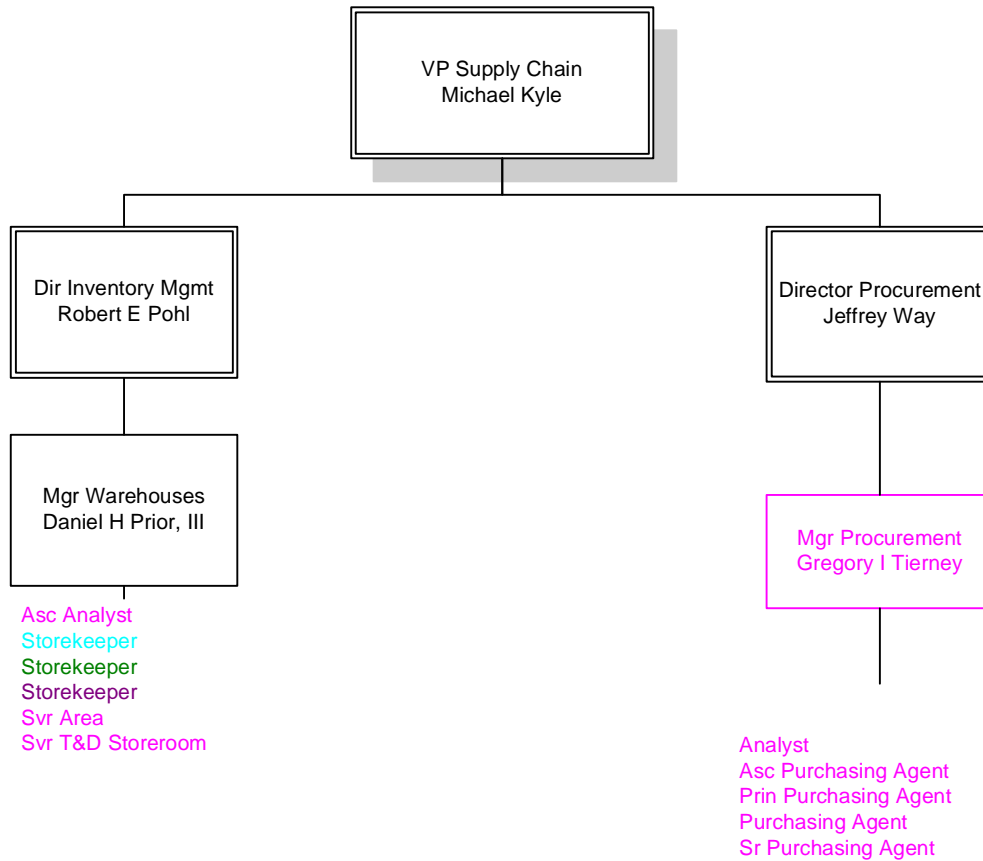 VP Supply Chain
Michael Kyle
Dir Inventory Mgmt
Robert E Pohl
Director Procurement
Jeffrey Way
Mgr Warehouses
Daniel H Prior, III
Mgr Procurement
Gregory I Tierney
Asc Analyst
Storekeeper
Storekeeper
Storekeeper
Svr Area
Svr T&D Storeroom
Analyst
Asc Purchasing Agent
Prin Purchasing Agent
Purchasing Agent
Sr Purchasing Agent